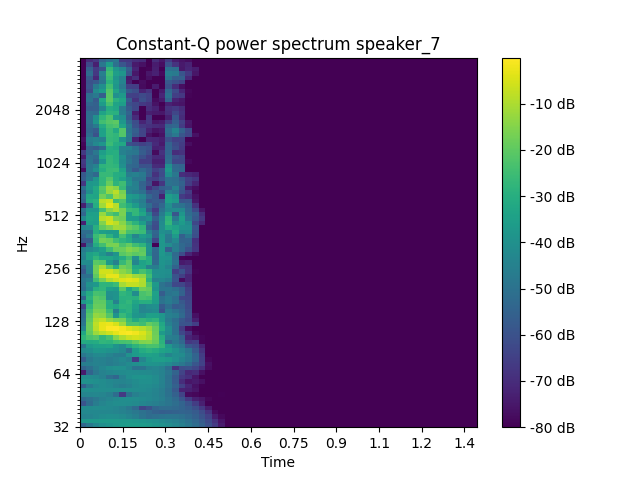 Constant-Q power spectrum speaker_7
Hz
2048
1024
512
256
128
64
32
0 0.15 0.3 0.45 0.6 0.75 0.9 1.1 1.2 1.4
Time
-10 dB
-20 dB
-30 dB
-40 dB
-50 dB
-60 dB
-70 dB
-80 dB